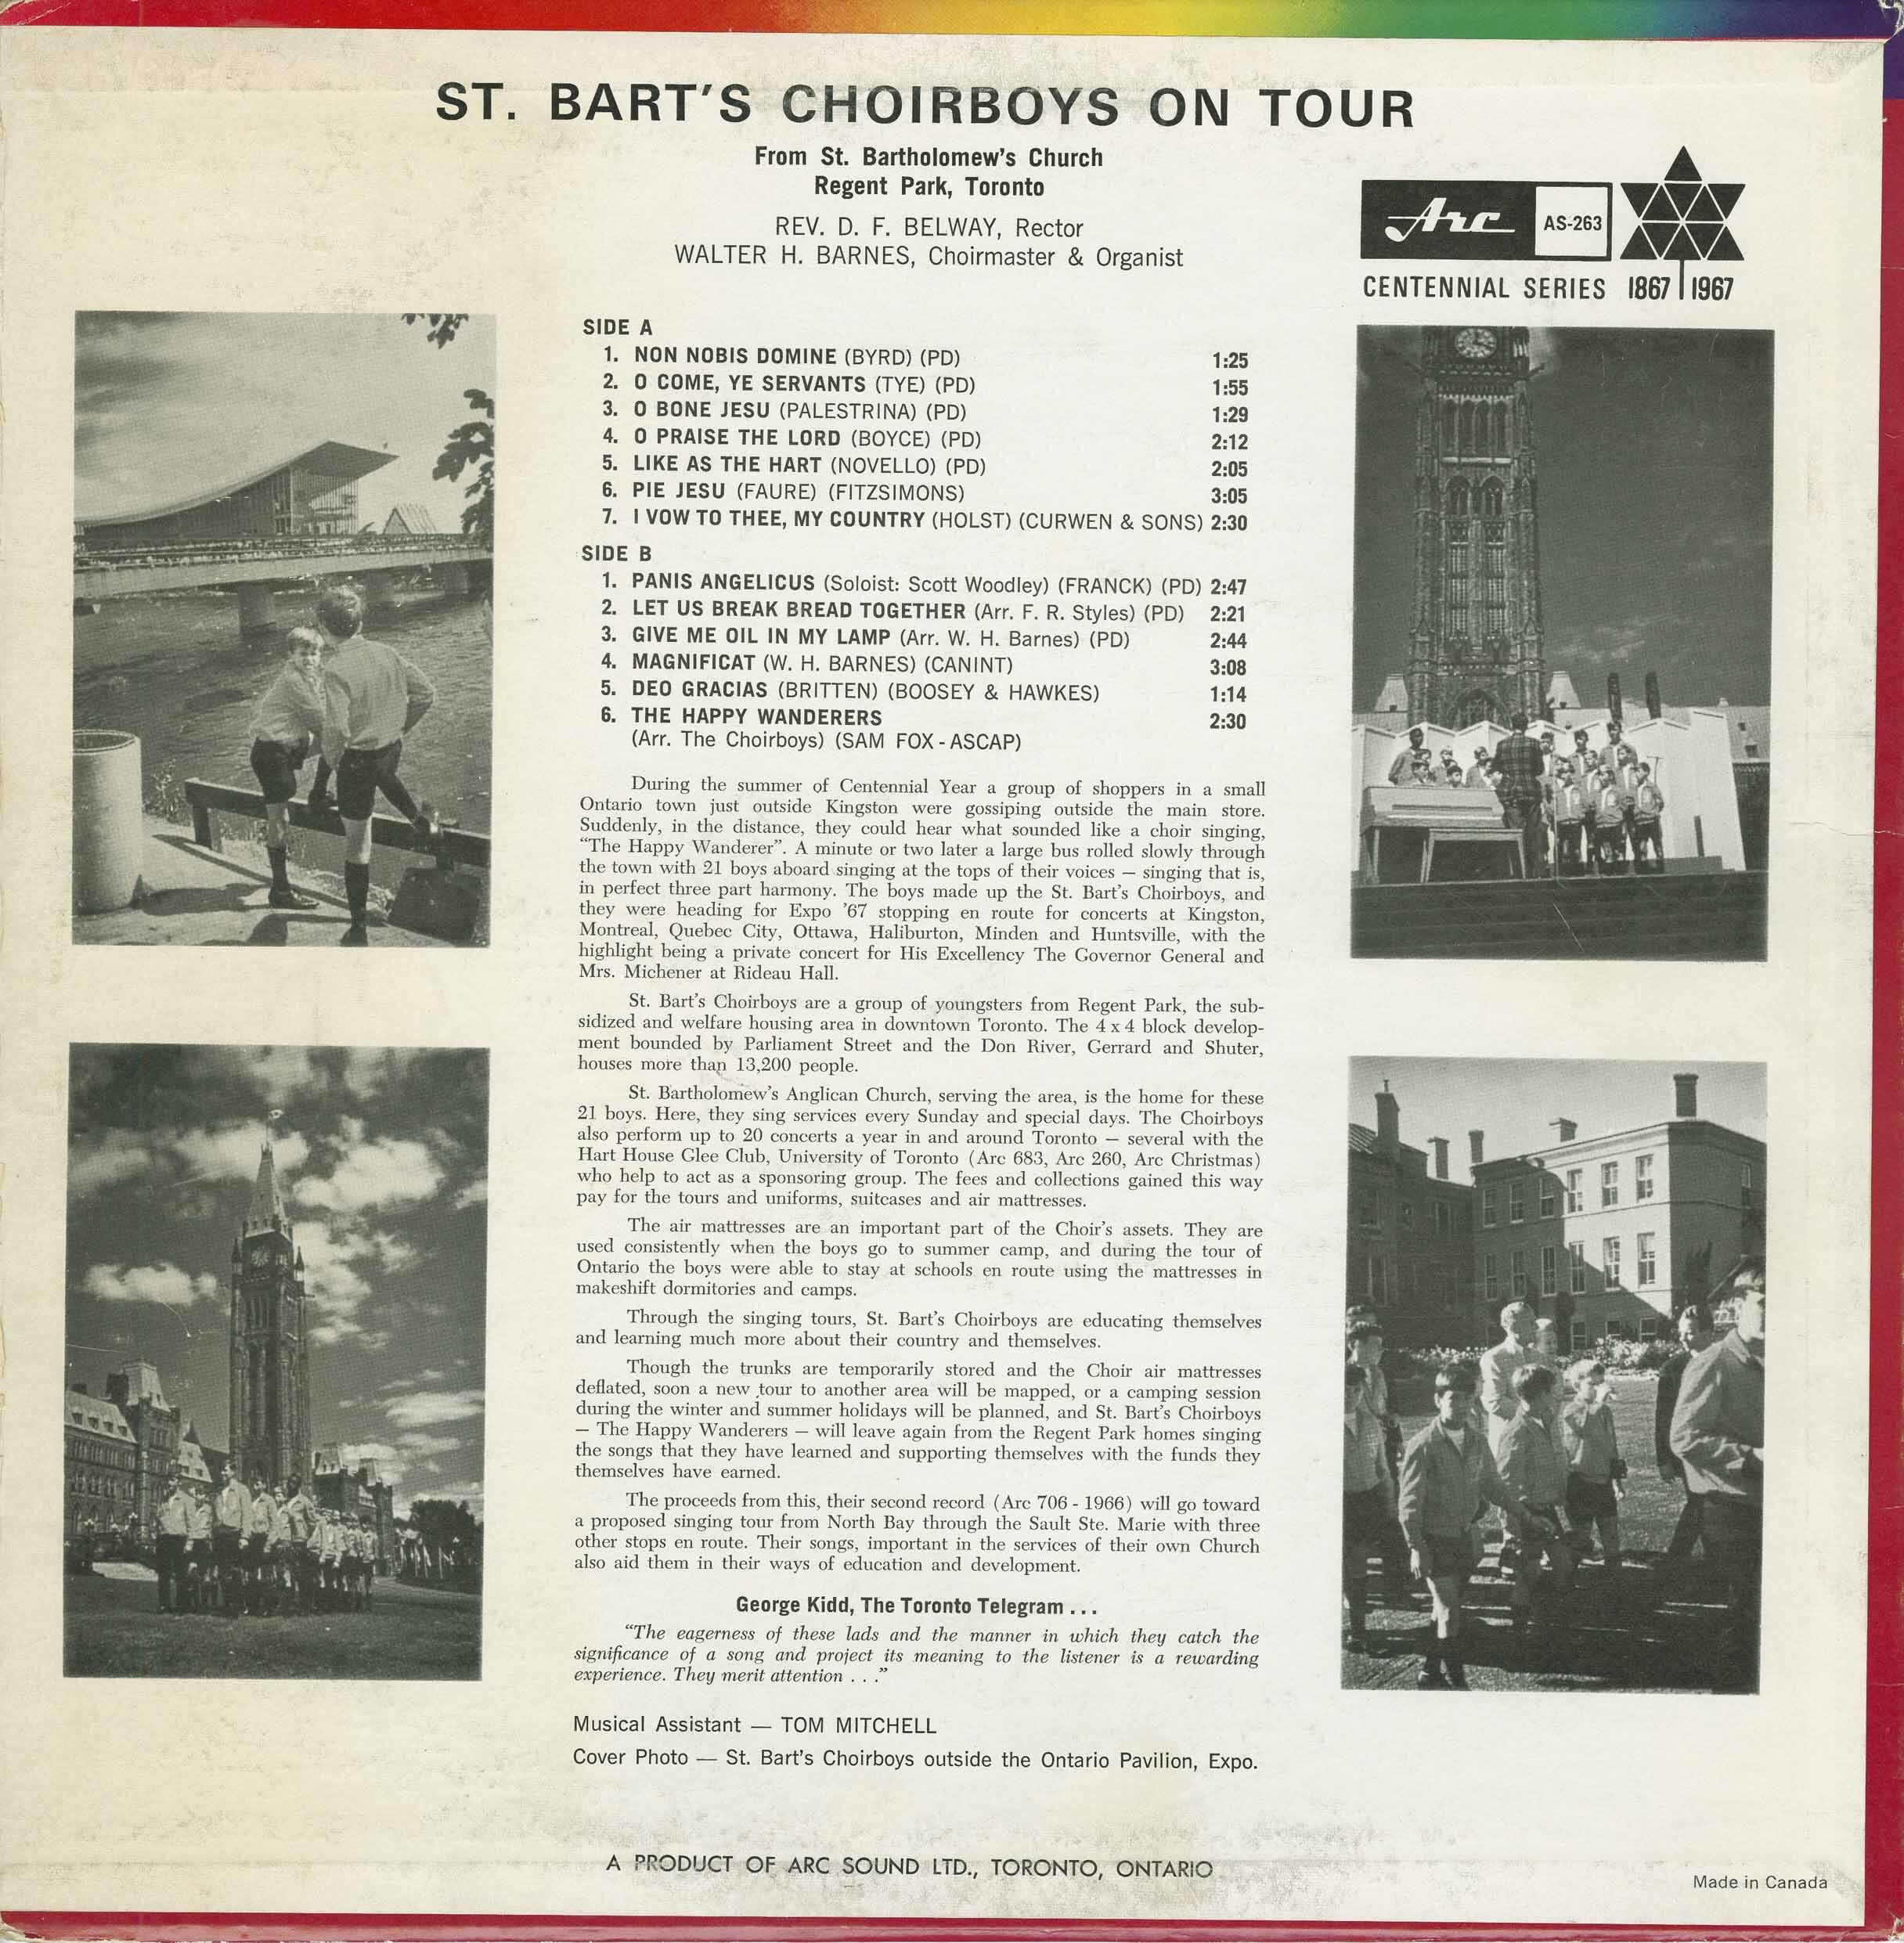 ST. BART'S CHOIRBOYS ON TOUR
From St. Bartholomew's Church
Regent Park, Toronto
REV. D. F. BELWAY, Rector
WALTER H. BARNES, Choirmaster & Organist
Arc AS-263
CENTENNIAL SERIES 1867 1967
SIDE A
1. NON NOBIS DOMINE (BYRD) (PD) 1:25
2. O COME, YE SERVANTS (TYE) (PD) 1:55
3. O BONE JESU (PALESTRINA) (PD) 1:29
4. O PRAISE THE LORD (BOYCE) (PD) 2:12
5. LIKE AS THE HART (NOVELLO) (PD) 2:05
6. PIE JESU (FAURE) (FITZSIMONS) 3:05
7. I VOW TO THEE, MY COUNTRY (HOLST) (CURWEN & SONS) 2:30
SIDE B
1. PANIS ANGELICUS (Soloist: Scott Woodley) (FRANCK) (PD) 2:47
2. LET US BREAK BREAD TOGETHER (Arr. F. R. Styles) (PD) 2:21
3. GIVE ME OIL IN MY LAMP (Arr. W. H. Barnes) (PD) 2:44
4. MAGNIFICAT (W. H. BARNES) (CANINT) 3:08
5. DEO GRACIAS (BRITTEN) (BOOSEY & HAWKES) 1:14
6. THE HAPPY WANDERERS 2:30
(Arr. The Choirboys) (SAM FOX - ASCAP)
During the summer of Centennial Year a group of shoppers in a small
Ontario town just outside Kingston were gossiping outside the main store.
Suddenly, in the distance, they could hear what sounded like a choir singing,
“The Happy Wanderer”. A minute or two later a large bus rolled slowly through
the town with 21 boys aboard singing at the tops of their voices — singing that is,
in perfect three part harmony. The boys made up the St. Bart's Choirboys, and
they were heading for Expo '67 stopping en route for concerts at Kingston,
Montreal, Quebec City, Ottawa, Haliburton, Minden and Huntsville, with the
highlight being a private concert for His Excellency The Governor General and
Mrs. Michener at Rideau Hall.
St. Bart's Choirboys are a group of youngsters from Regent Park, the sub-
sidized and welfare housing area in downtown Toronto. The 4 x 4 block develop-
ment bounded by Parliament Street and the Don River, Gerrard and Shuter,
houses more than 13,200 people.
St. Bartholomew's Anglican Church, serving the area, is the home for these
21 boys. Here, they sing services every Sunday and special days. The Choirboys
also perform up to 20 concerts a year in and around Toronto — several with the
Hart House Glee Club, University of Toronto (Arc 683, Arc 260, Arc Christmas)
who help to act as a sponsoring group. The fees and collections gained this way
pay for the tours and uniforms, suitcases and air mattresses.
The air mattresses are an important part of the Choir's assets. They are
used consistently when the boys go to summer camp, and during the tour of
Ontario the boys were able to stay at schools en route using the mattresses in
makeshift dormitories and camps.
Through the singing tours, St. Bart's Choirboys are educating themselves
and learning much more about their country and themselves.
Though the trunks are temporarily stored and the Choir air mattresses
deflated, soon a new tour to another area will be mapped, or a camping session
during the winter and summer holidays will be planned, and St. Bart's Choirboys
— The Happy Wanderers — will leave again from the Regent Park homes singing
the songs that they have learned and supporting themselves with the funds they
themselves have earned.
The proceeds from this, their second record (Arc 706 - 1966) will go toward
a proposed singing tour from North Bay through the Sault Ste. Marie with three
other stops en route. Their songs, important in the services of their own Church
also aid them in their ways of education and development.
George Kidd, The Toronto Telegram . . .
“The eagerness of these lads and the manner in which they catch the
significance of a song and project its meaning to the listener is a rewarding
experience. They merit attention . . .”
Musical Assistant — TOM MITCHELL
Cover Photo — St. Bart's Choirboys outside the Ontario Pavilion, Expo.
A PRODUCT OF ARC SOUND LTD., TORONTO, ONTARIO
Made in Canada